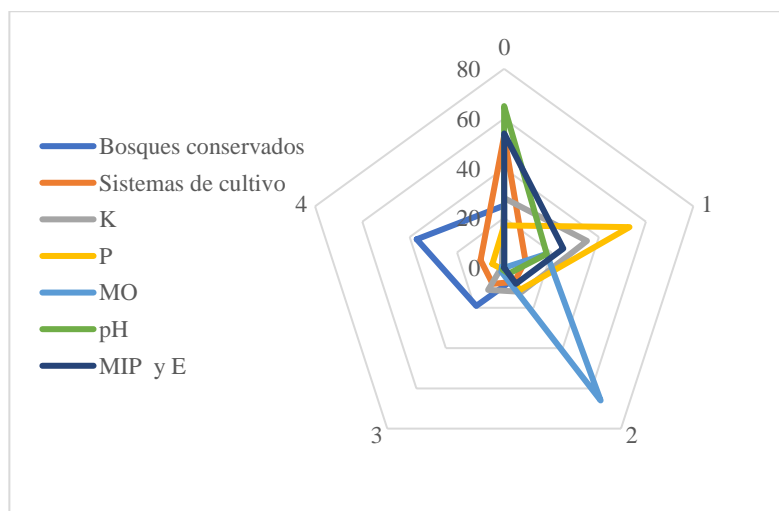 0
80
60
40
20
0
1
2
3
4
Bosques conservados
Sistemas de cultivo
K
P
MO
pH
MIP y E